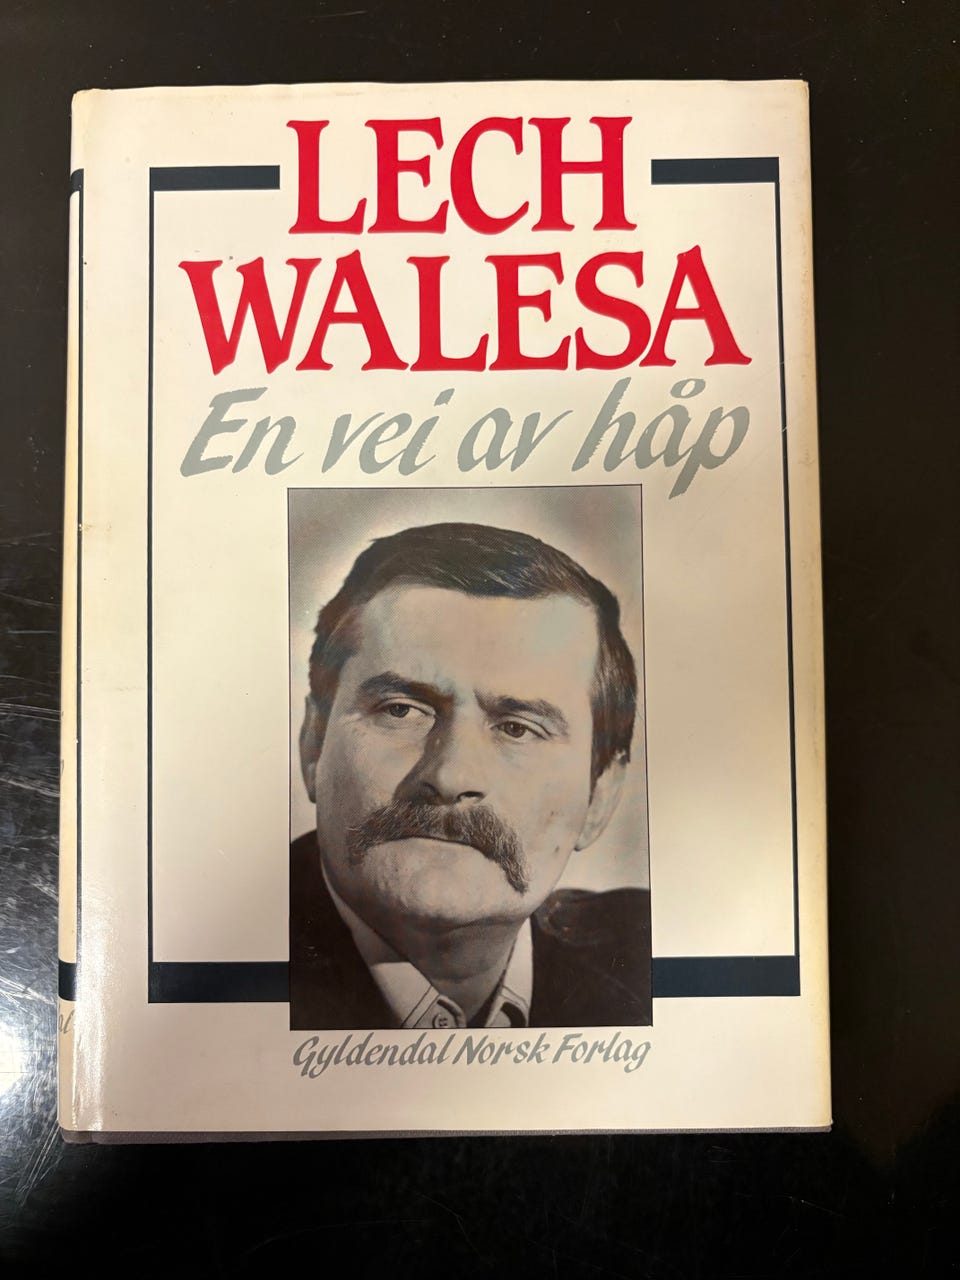 LECH
WALESA
En vei av håp
Gyldendal Norsk Forlag